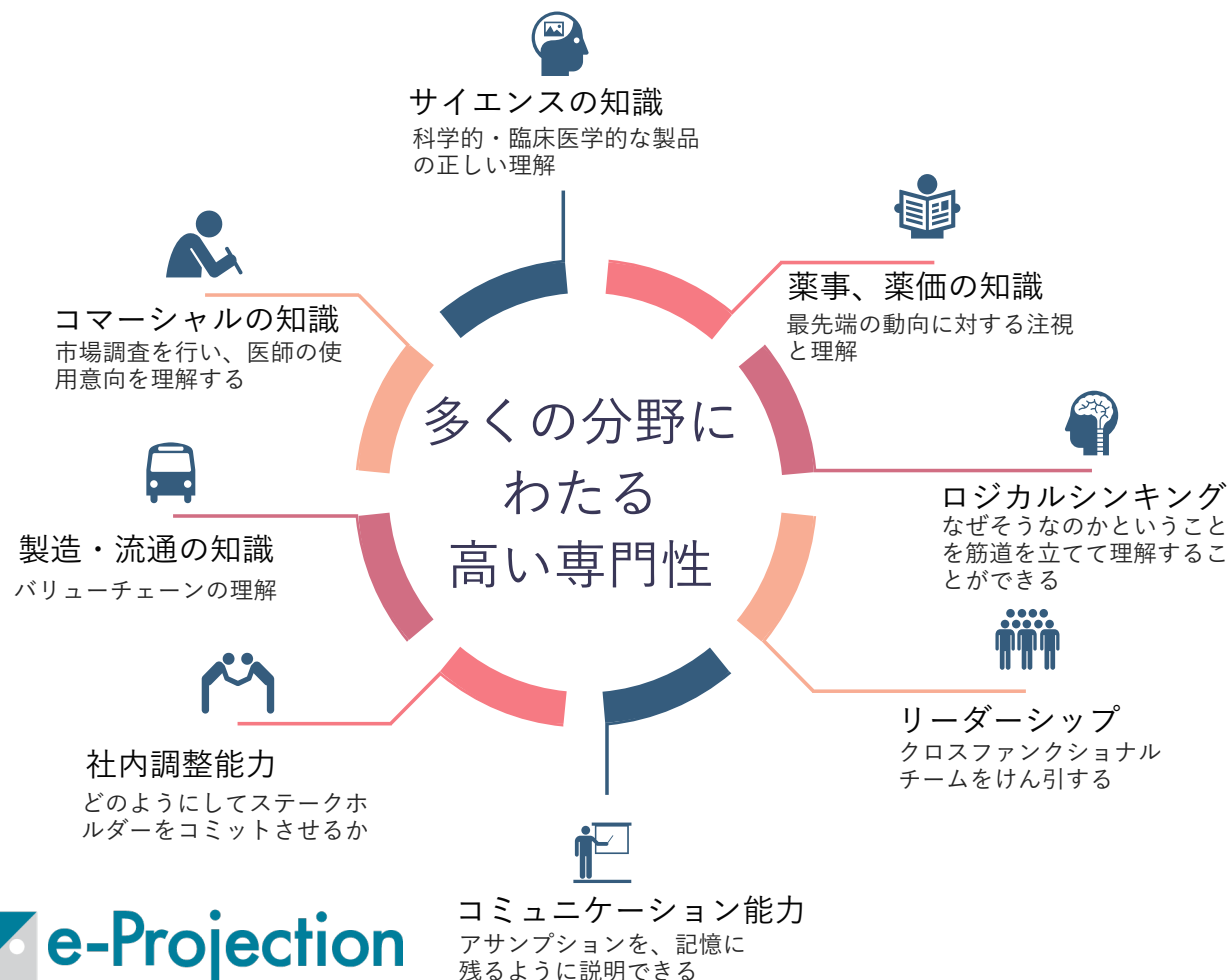 サイエンスの知識
科学的・臨床医学的な製品
の正しい理解
薬事、薬価の知識
最先端の動向に対する注視
と理解
コマーシャルの知識
市場調査を行い、医師の使
用意向を理解する
多くの分野に
わたる
高い専門性
ロジカルシンキング
なぜそうなのかということ
を筋道を立てて理解するこ
とができる
製造・流通の知識
バリューチェーンの理解
リーダーシップ
クロスファンクショナル
チームをけん引する
社内調整能力
どのようにしてステークホ
ルダーをコミットさせるか
コミュニケーション能力
アサンプションを、記憶に
残るように説明できる
e-Projection